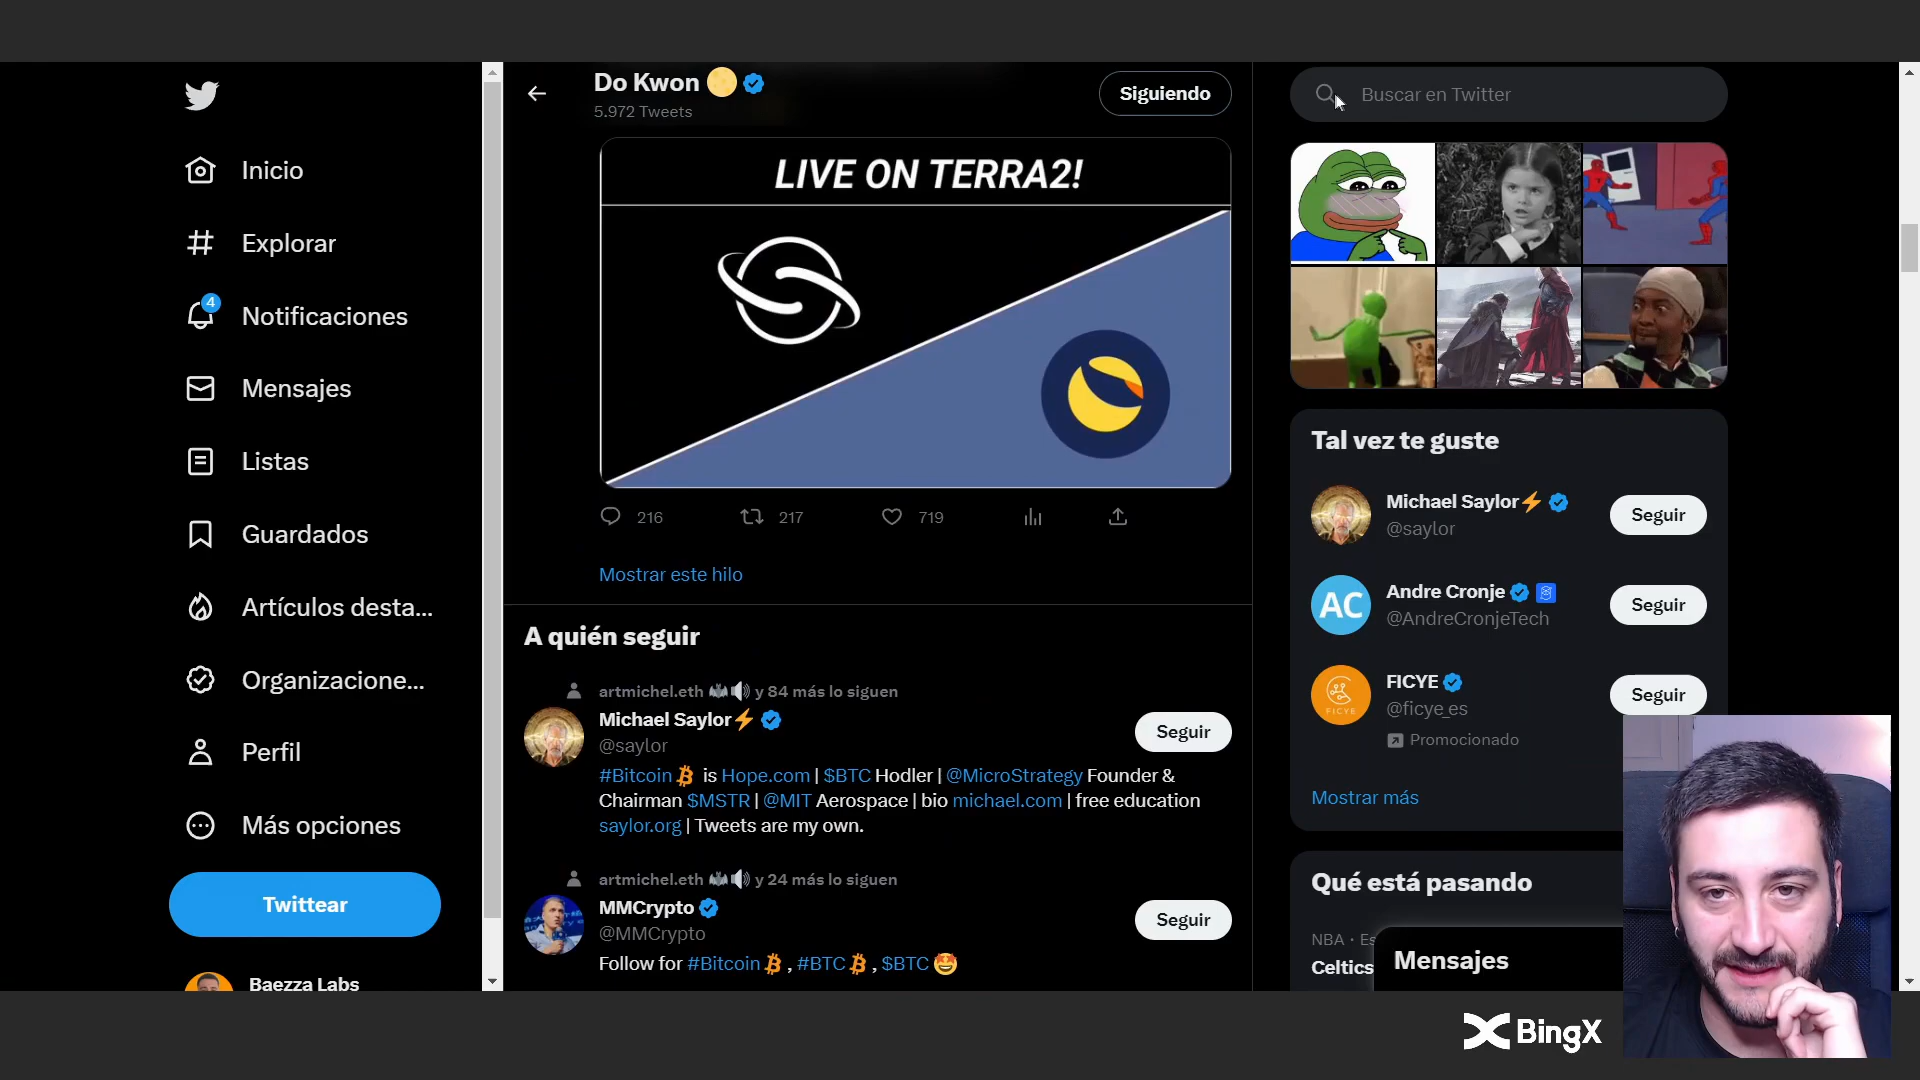 Inicio
Explorar
4
Notificaciones
Mensajes
Listas
Guardados
Artículos desta...
Organizacione...
Perfil
Más opciones
Twittear
Baezza Labs
Do Kwon
5.972 Tweets
Siguiendo
LIVE ON TERRA2!
216
217
719
Mostrar este hilo
A quién seguir
artmichel.eth y 84 más lo siguen
Michael Saylor⚡
@saylor
Seguir
#Bitcoin is Hope.com | $BTC Hodler | @MicroStrategy Founder &
Chairman $MSTR | @MIT Aerospace | bio michael.com | free education
saylor.org | Tweets are my own.
artmichel.eth y 24 más lo siguen
MMCrypto
@MMCrypto
Seguir
Follow for #Bitcoin , #BTC , $BTC 🤩
Buscar en Twitter
Tal vez te guste
Michael Saylor⚡
@saylor
Seguir
AC
Andre Cronje
@AndreCronjeTech
Seguir
FICYE
FICYE
@ficye_es
Seguir
Promocionado
Mostrar más
Qué está pasando
NBA · Es
Celtics
Mensajes
BingX